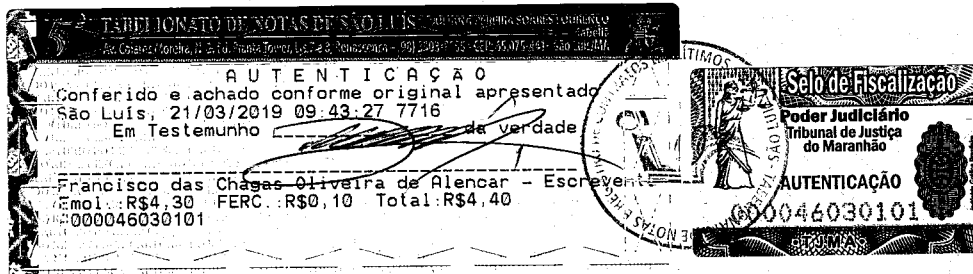 5º TABELIONATO DE NOTAS DE SÃO LUÍS
AUTENTICAÇÃO
Conferido e achado conforme original apresentado
São Luís, 21/03/2019 09:43:27 7716
Em Testemunho da verdade
Francisco das Chagas Oliveira de Alencar - Escrevente
Emol.:R$4,30 FERC.:R$0,10 Total:R$4,40
000046030101
Selo de Fiscalização
Poder Judiciário
Tribunal de Justiça
do Maranhão
AUTENTICAÇÃO
000046030101
TJMA